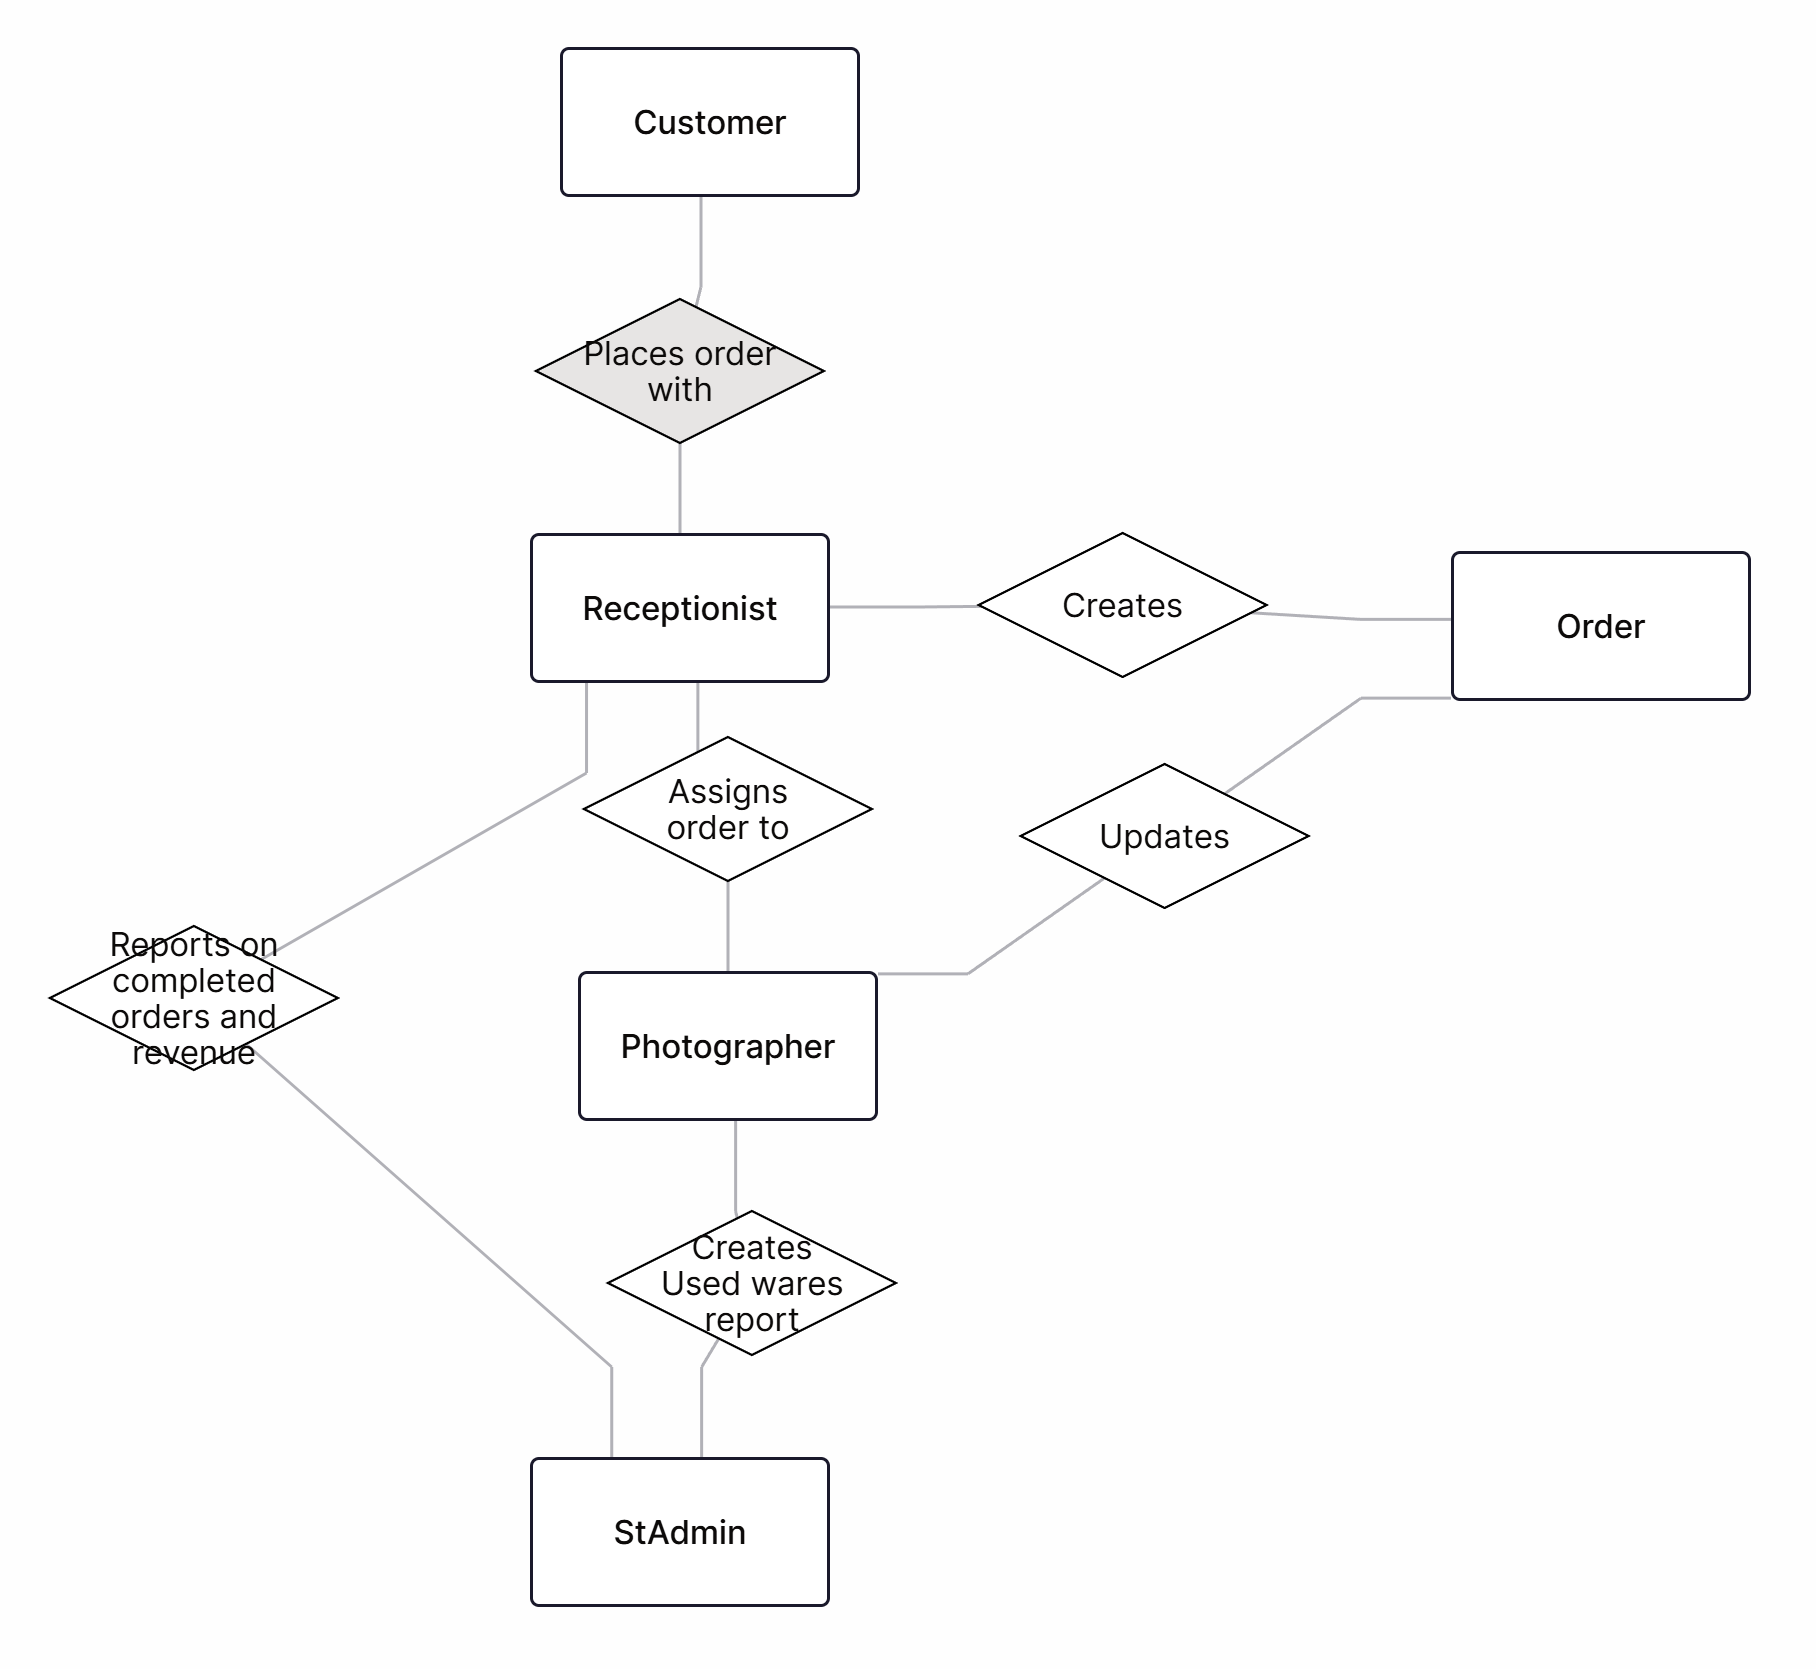 Customer
Places order
with
Receptionist
Creates
Order
Assigns
order to
Updates
Reports on
completed
orders and
revenue
Photographer
Creates
Used wares
report
StAdmin